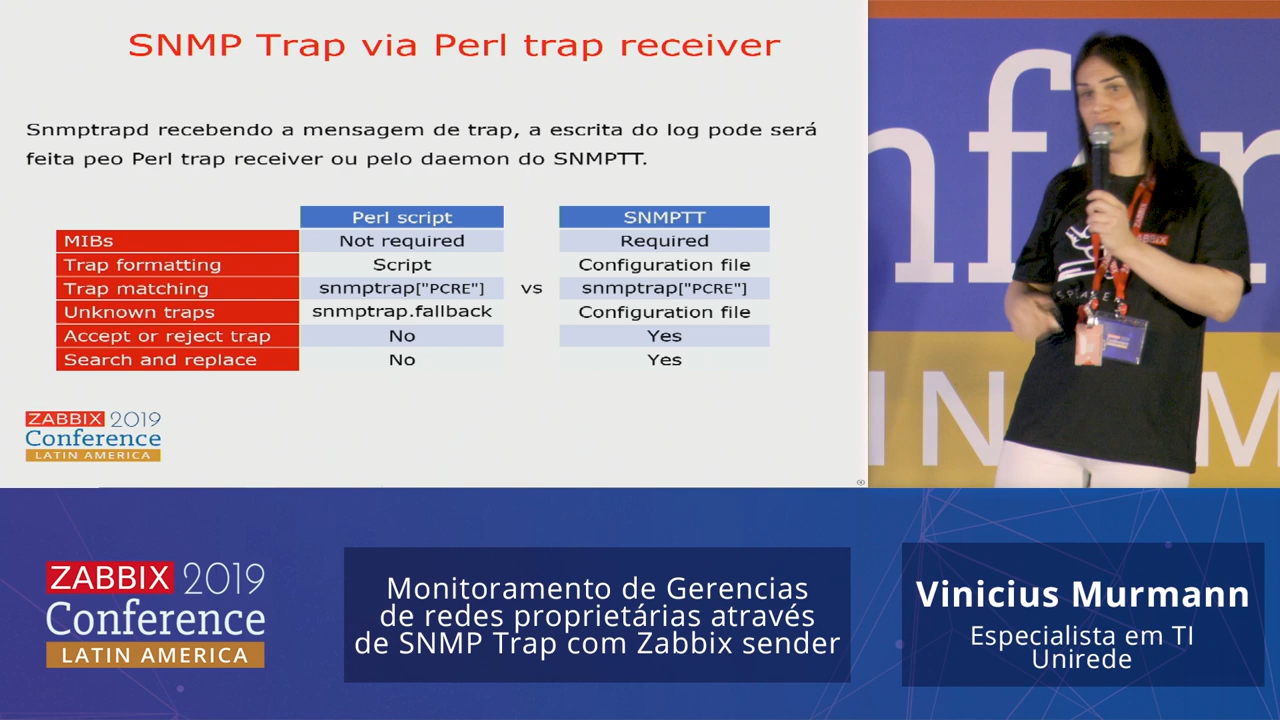 SNMP Trap via Perl trap receiver
Snmptrapd recebendo a mensagem de trap, a escrita do log pode será
feita peo Perl trap receiver ou pelo daemon do SNMPTT.
Perl script SNMPTT
MIBs Not required Required
Trap formatting Script Configuration file
Trap matching snmptrap["PCRE"] vs snmptrap["PCRE"]
Unknown traps snmptrap.fallback Configuration file
Accept or reject trap No Yes
Search and replace No Yes
ZABBIX 2019
Conference
LATIN AMERICA
nfer
IN M
ZABBIX
SPEAKER
ZABBIX 2019
Conference
LATIN AMERICA
Monitoramento de Gerencias
de redes proprietárias através
de SNMP Trap com Zabbix sender
Vinicius Murmann
Especialista em TI
Unirede